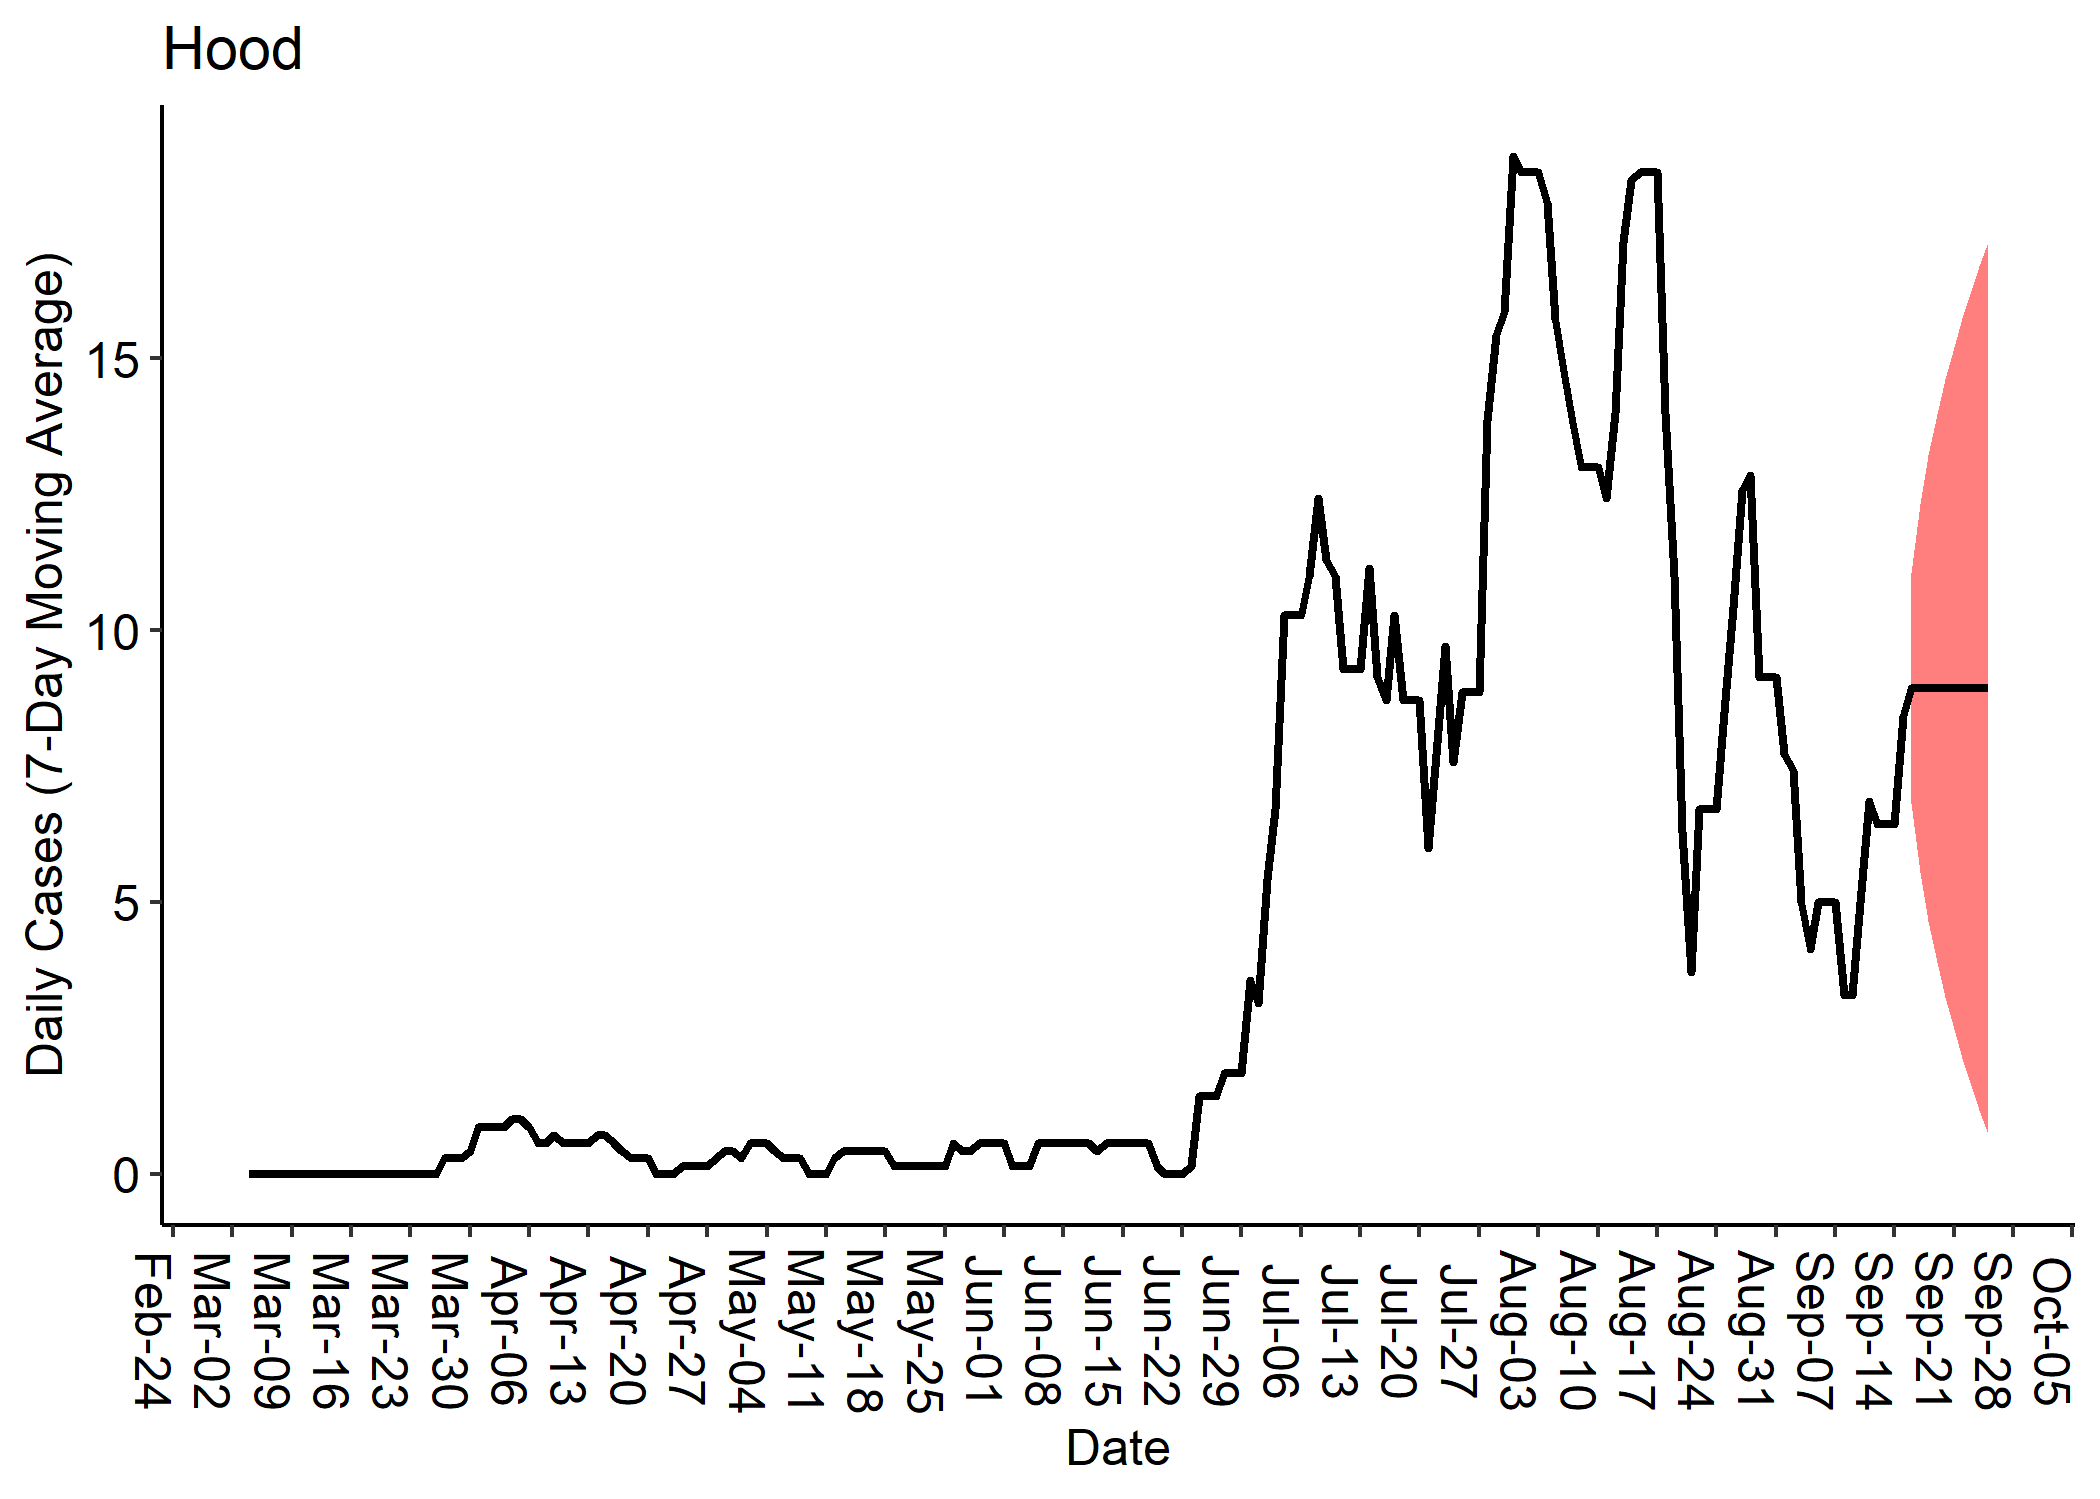 Hood
Daily Cases (7-Day Moving Average)
15
10
5
0
Feb-24
Mar-02
Mar-09
Mar-16
Mar-23
Mar-30
Apr-06
Apr-13
Apr-20
Apr-27
May-04
May-11
May-18
May-25
Jun-01
Jun-08
Jun-15
Jun-22
Jun-29
Jul-06
Jul-13
Jul-20
Jul-27
Aug-03
Aug-10
Aug-17
Aug-24
Aug-31
Sep-07
Sep-14
Sep-21
Sep-28
Oct-05
Date